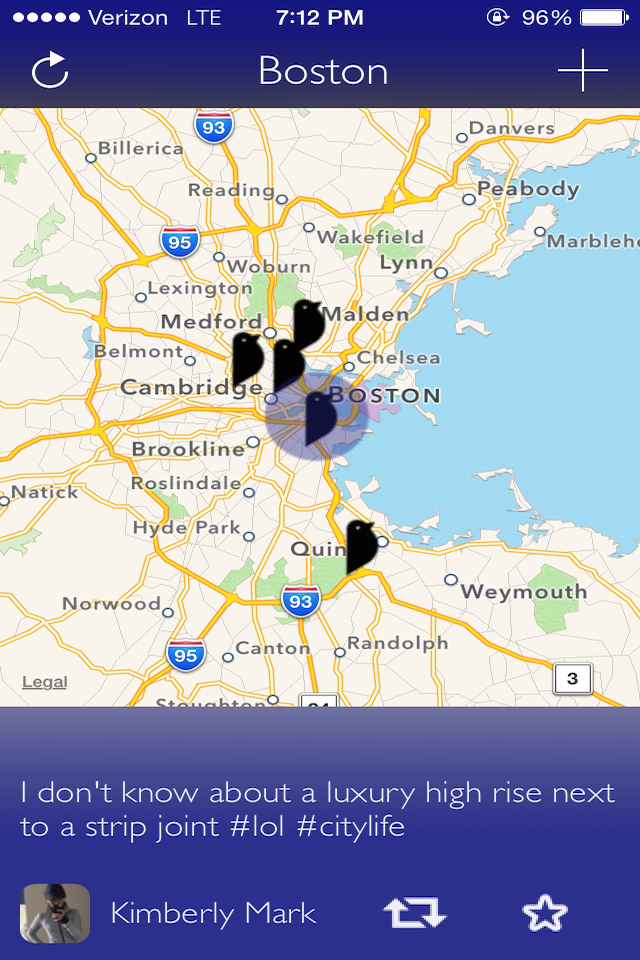 Verizon LTE 7:12 PM 96%
Boston
93
Danvers
Billerica
Reading
Peabody
95
Wakefield
Marblehe
Woburn
Lynn
Lexington
Medford
Malden
Belmont
Chelsea
Cambridge
BOSTON
Brookline
Roslindale
Natick
Hyde Park
Quin
Weymouth
Norwood
93
Canton
Randolph
95
Legal
3
Stoughton
24
I don't know about a luxury high rise next
to a strip joint #lol #citylife
Kimberly Mark